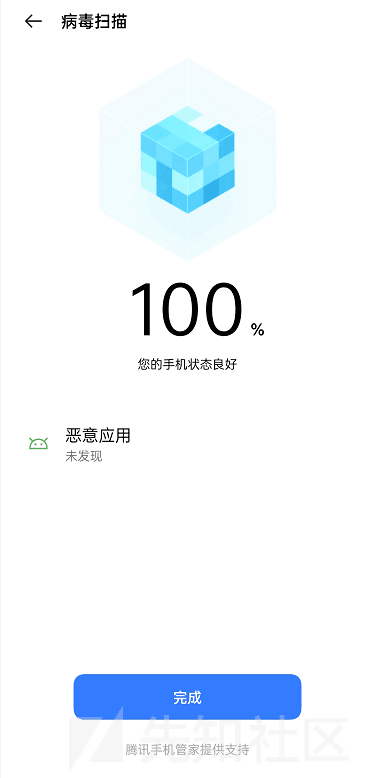 病毒扫描
100%
您的手机状态良好
恶意应用
未发现
完成
先知社区
腾讯手机管家提供支持